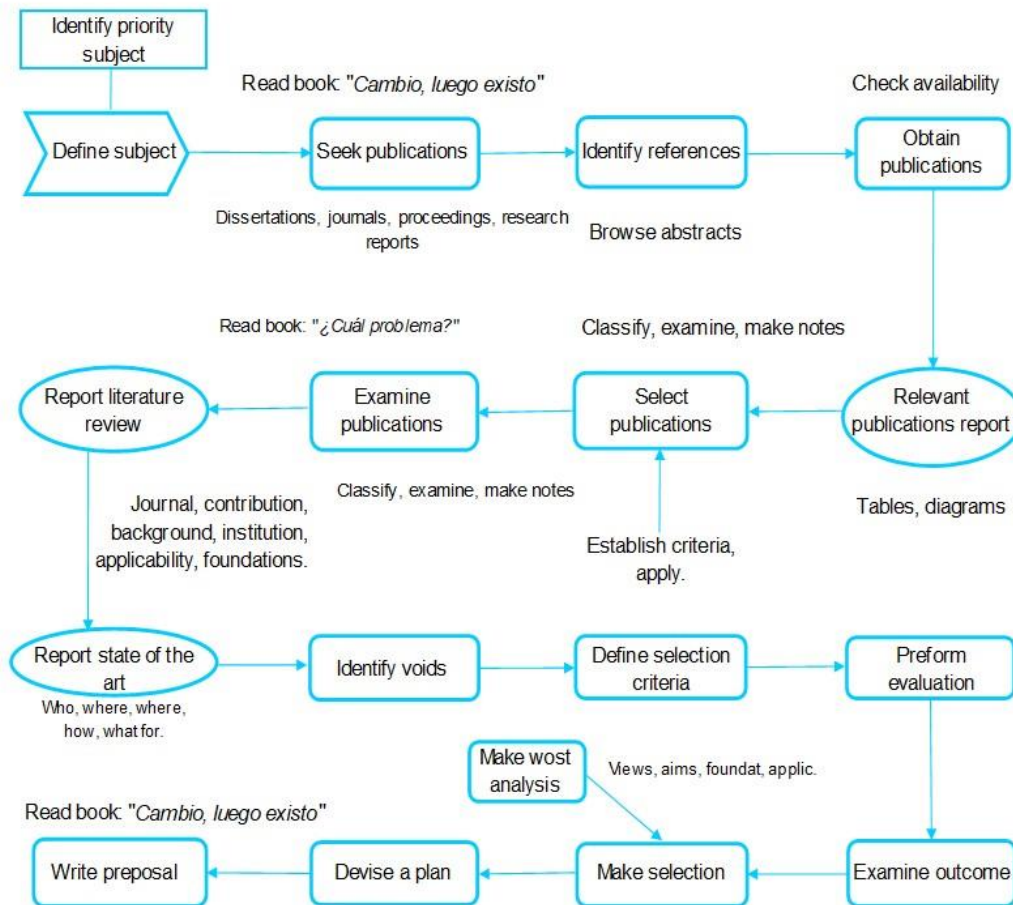 Identify priority
subject
Read book: "Cambio, luego existo"
Check availability
Define subject
Seek publications
Identify references
Obtain
publications
Dissertations, journals, proceedings, research
reports
Browse abstracts
Read book: "¿Cuál problema?"
Classify, examine, make notes
Report literature
review
Examine
publications
Select
publications
Relevant
publications report
Journal, contribution,
background, institution,
applicability, foundations.
Classify, examine, make notes
Establish criteria,
apply.
Tables, diagrams
Report state of the
art
Who, where, where,
how, what for.
Identify voids
Define selection
criteria
Preform
evaluation
Make wost
analysis
Views, aims, foundat, applic.
Read book: "Cambio, luego existo"
Write preposal
Devise a plan
Make selection
Examine outcome